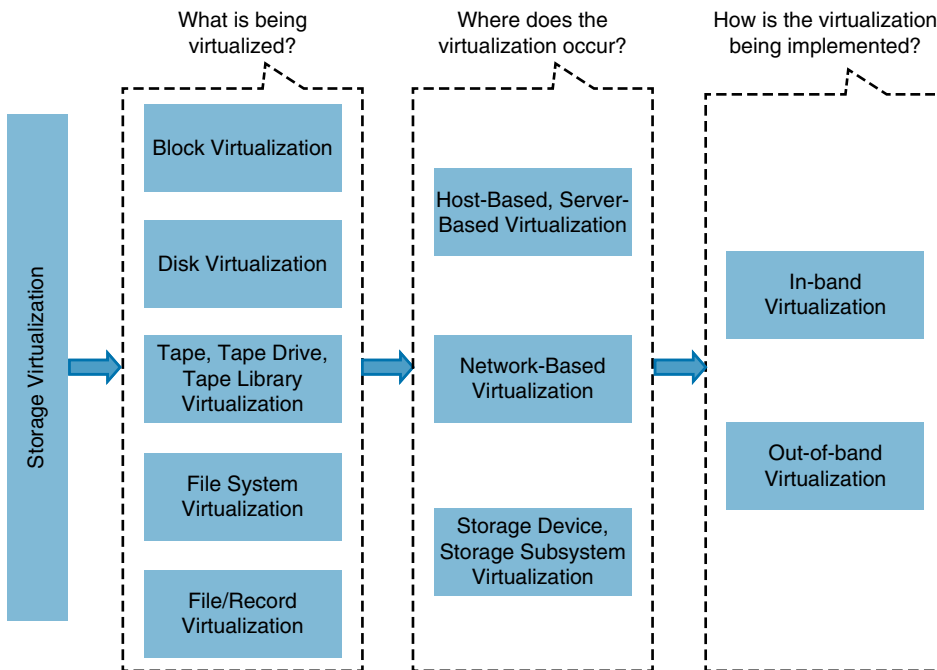 What is being
virtualized?
Where does the
virtualization occur?
How is the virtualization
being implemented?
Storage Virtualization
Block Virtualization
Disk Virtualization
Tape, Tape Drive,
Tape Library
Virtualization
File System
Virtualization
File/Record
Virtualization
Host-Based, Server-
Based Virtualization
Network-Based
Virtualization
Storage Device,
Storage Subsystem
Virtualization
In-band
Virtualization
Out-of-band
Virtualization